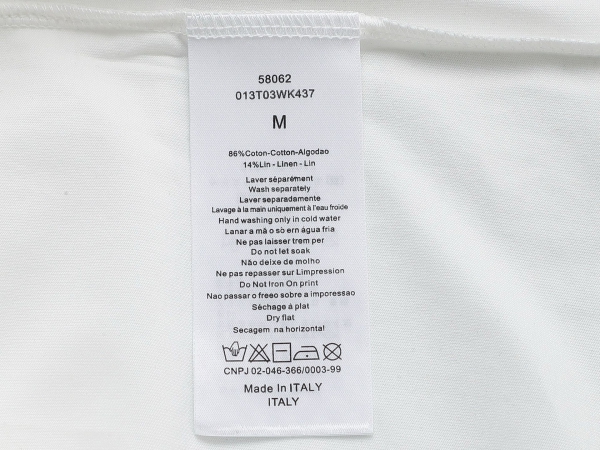 58062
013T03WK437
M
86%Coton-Cotton-Algodao
14%Lin - Linen - Lin
Laver séparément
Wash separately
Laver separadamente
Lavage à la main uniquement à l'eau froide
Hand washing only in cold water
Lanar a mã o sò ern água fria
Ne pas laisser trem per
Do not let soak
Não deixe de molho
Ne pas repasser sur Limpression
Do Not Iron On print
Nao passar o freeo sobre a imporessao
Séchage á plat
Dry flat
Secagem na horizontal
CNPJ 02-046-366/0003-99
Made In ITALY
ITALY